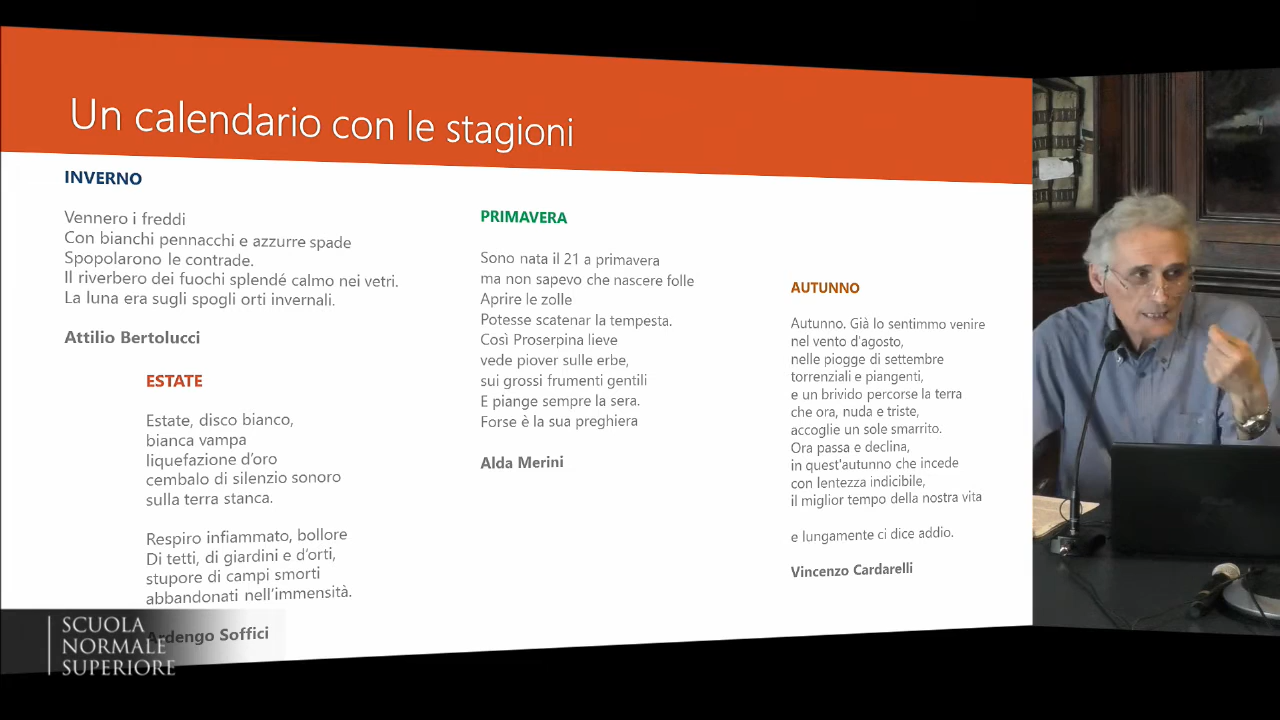 Un calendario con le stagioni
INVERNO
Vennero i freddi
Con bianchi pennacchi e azzurre spade
Spopolarono le contrade.
Il riverbero dei fuochi splendé calmo nei vetri.
La luna era sugli spogli orti invernali.
Attilio Bertolucci
ESTATE
Estate, disco bianco,
bianca vampa
liquefazione d'oro
cembalo di silenzio sonoro
sulla terra stanca.
Respiro infiammato, bollore
Di tetti, di giardini e d'orti,
stupore di campi smorti
abbandonati nell'immensità.
Ardengo Soffici
PRIMAVERA
Sono nata il 21 a primavera
ma non sapevo che nascere folle
Aprire le zolle
Potesse scatenar la tempesta.
Così Proserpina lieve
vede piover sulle erbe,
sui grossi frumenti gentili
E piange sempre la sera.
Forse è la sua preghiera
Alda Merini
AUTUNNO
Autunno. Già lo sentimmo venire
nel vento d'agosto,
nelle piogge di settembre
torrenziali e piangenti,
e un brivido percorse la terra
che ora, nuda e triste,
accoglie un sole smarrito.
Ora passa e declina,
in quest'autunno che incede
con lentezza indicibile,
il miglior tempo della nostra vita
e lungamente ci dice addio.
Vincenzo Cardarelli
SCUOLA
NORMALE
SUPERIORE